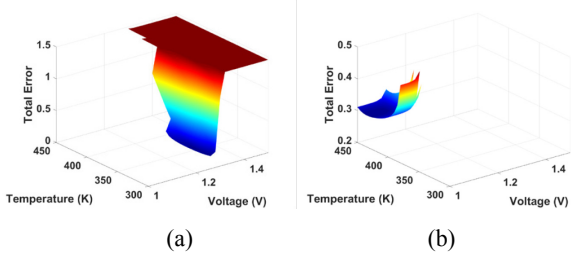 1.5
1
0.5
0
450
400
350
300
1
1.2
1.4
Total Error
Temperature (K)
Voltage (V)
(a)
0.5
0.4
0.3
0.2
450
400
350
300
1
1.2
1.4
Total Error
Temperature (K)
Voltage (V)
(b)